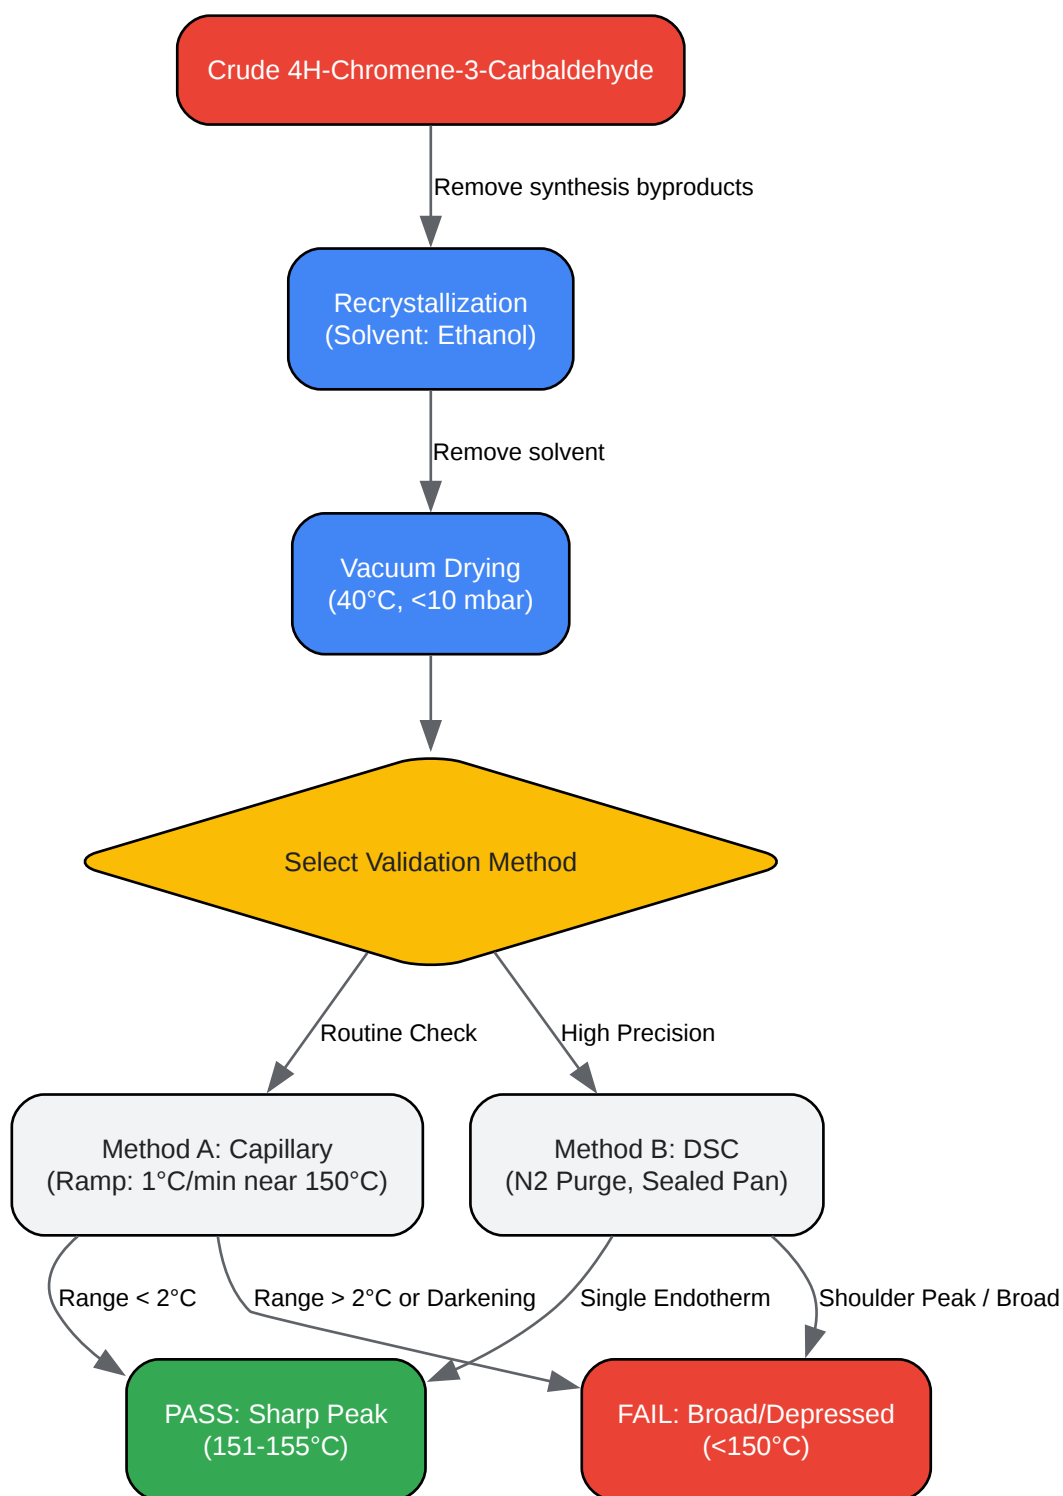 Crude 4H-Chromene-3-Carbaldehyde
Remove synthesis byproducts
Recrystallization
(Solvent: Ethanol)
Remove solvent
Vacuum Drying
(40°C, <10 mbar)
Select Validation Method
Routine Check
High Precision
Method A: Capillary
(Ramp: 1°C/min near 150°C)
Method B: DSC
(N2 Purge, Sealed Pan)
Range < 2°C
Range > 2°C or Darkening
Single Endotherm
Shoulder Peak / Broad
PASS: Sharp Peak
(151-155°C)
FAIL: Broad/Depressed
(<150°C)